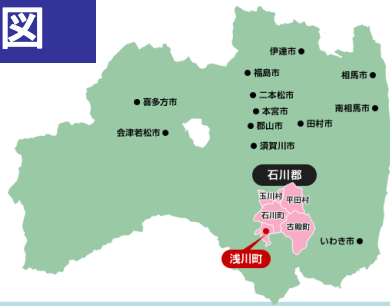 図
伊達市
福島市
相馬市
二本松市
喜多方市
本宮市
南相馬市
郡山市
田村市
会津若松市
須賀川市
石川郡
玉川村
平田村
石川町
古殿町
いわき市
浅川町